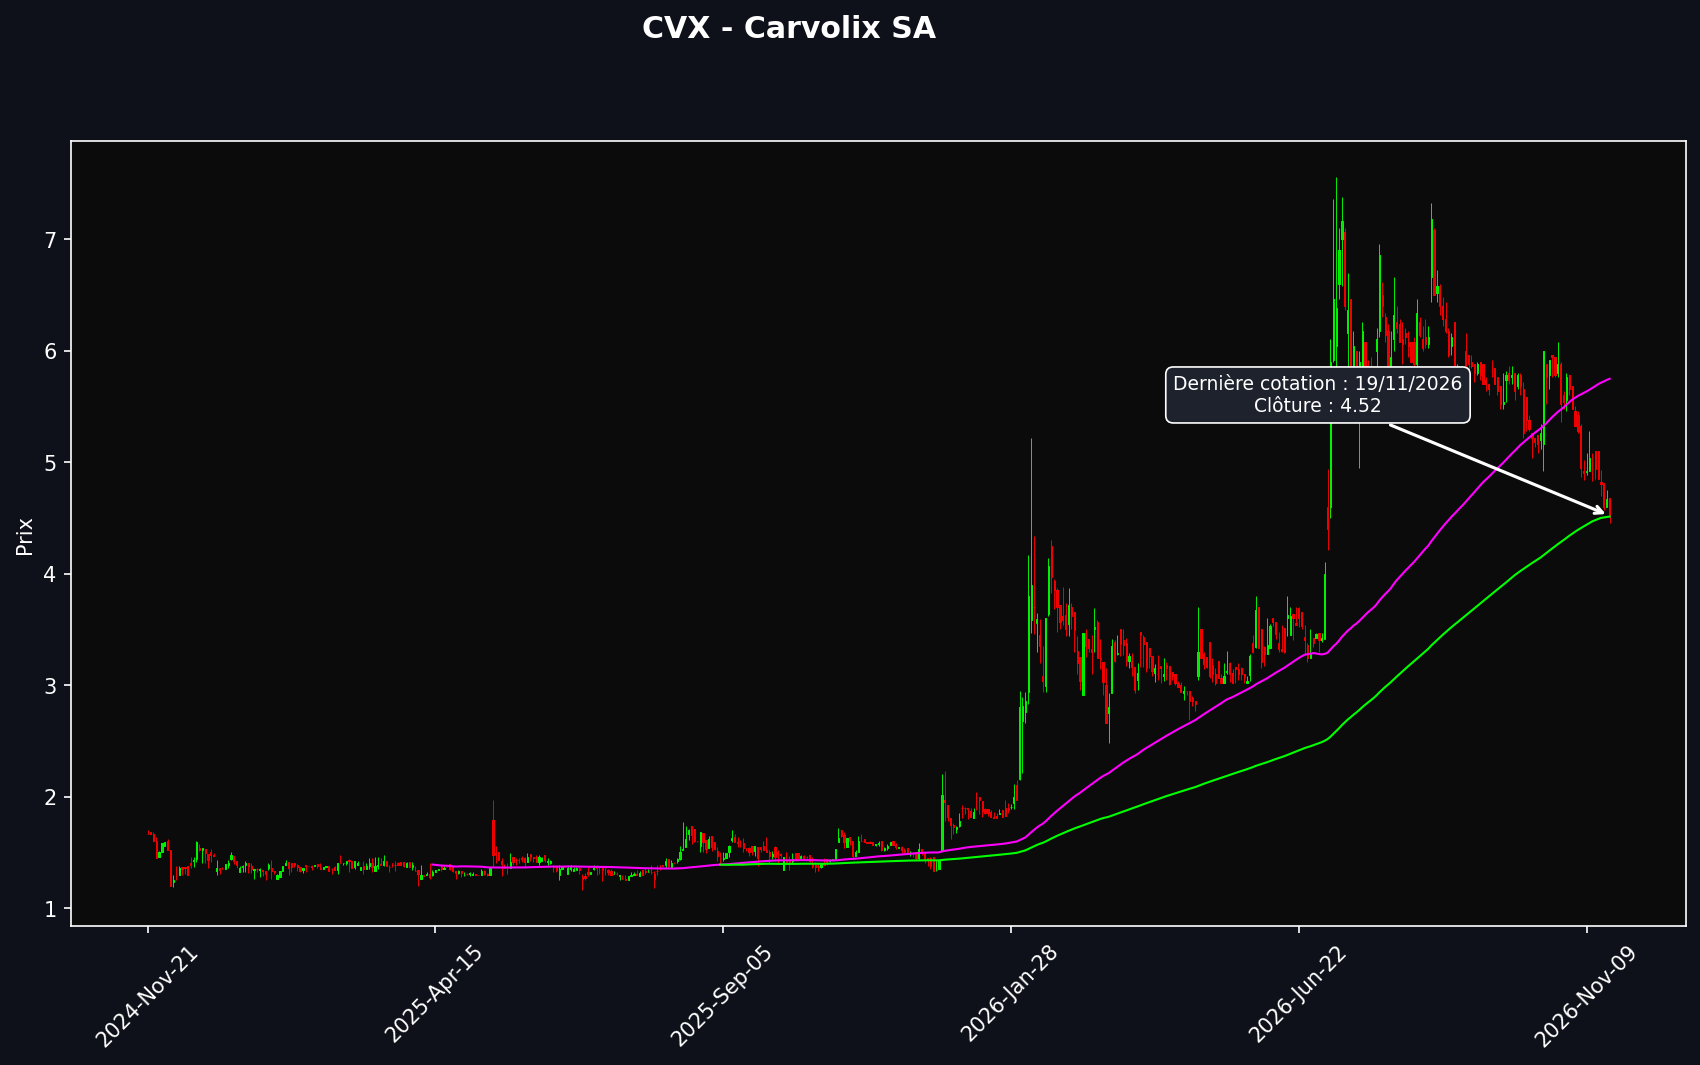 CVX - Carvolix SA
Prix
7
6
5
4
3
2
1
Dernière cotation : 19/11/2026
Clôture : 4.52
2024-Nov-21
2025-Apr-15
2025-Sep-05
2026-Jan-28
2026-Jun-22
2026-Nov-09